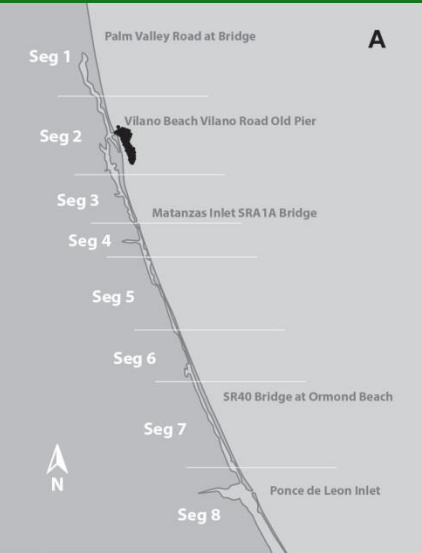 Palm Valley Road at Bridge
A
Seg 1
Vilano Beach Vilano Road Old Pier
Seg 2
Seg 3
Matanzas Inlet SRA1A Bridge
Seg 4
Seg 5
Seg 6
SR40 Bridge at Ormond Beach
Seg 7
N
Ponce de Leon Inlet
Seg 8